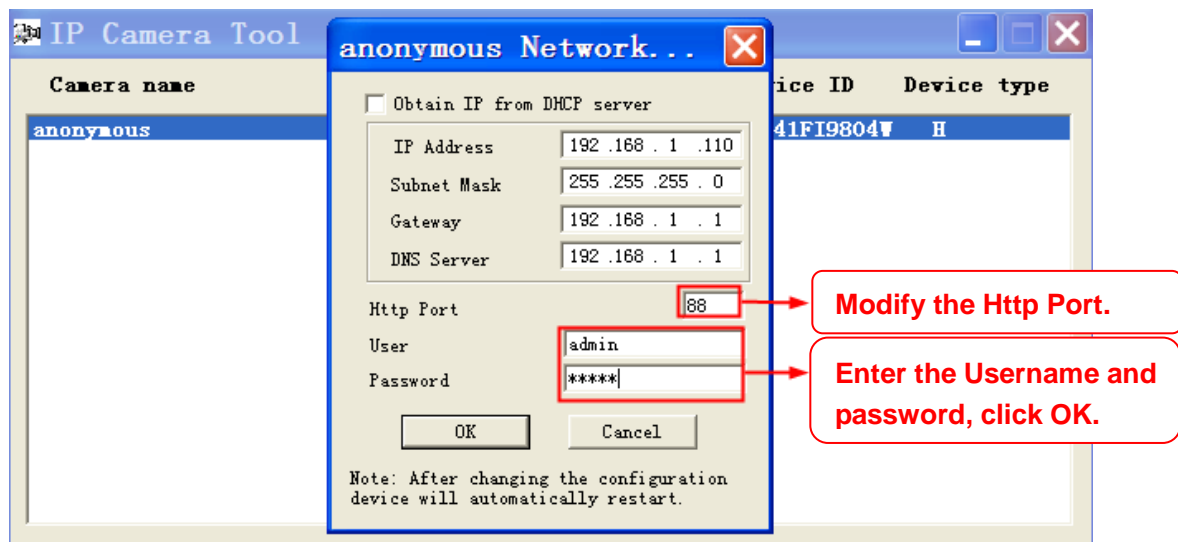 IP Camera Tool
anonymous Network...
Camera name
ice ID Device type
Obtain IP from DHCP server
anonymous
41FI9804W H
IP Address 192 .168 . 1 .110
Subnet Mask 255 .255 .255 . 0
Gateway 192 .168 . 1 . 1
DNS Server 192 .168 . 1 . 1
Http Port 88
Modify the Http Port.
User admin
Password *****
Enter the Username and
password, click OK.
OK Cancel
Note: After changing the configuration
device will automatically restart.